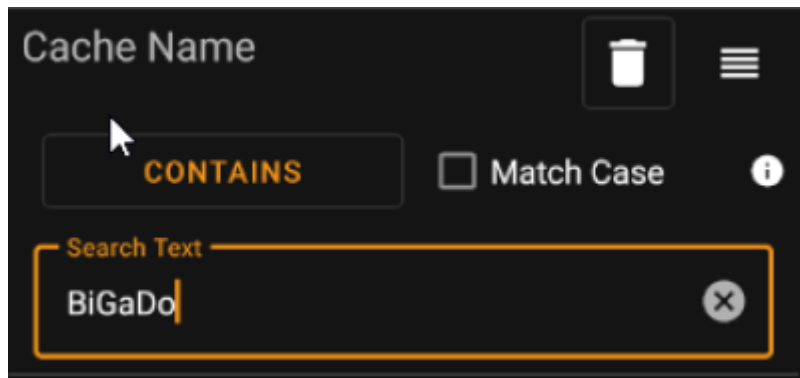 Cache Name
CONTAINS
Match Case
Search Text
BiGaDo